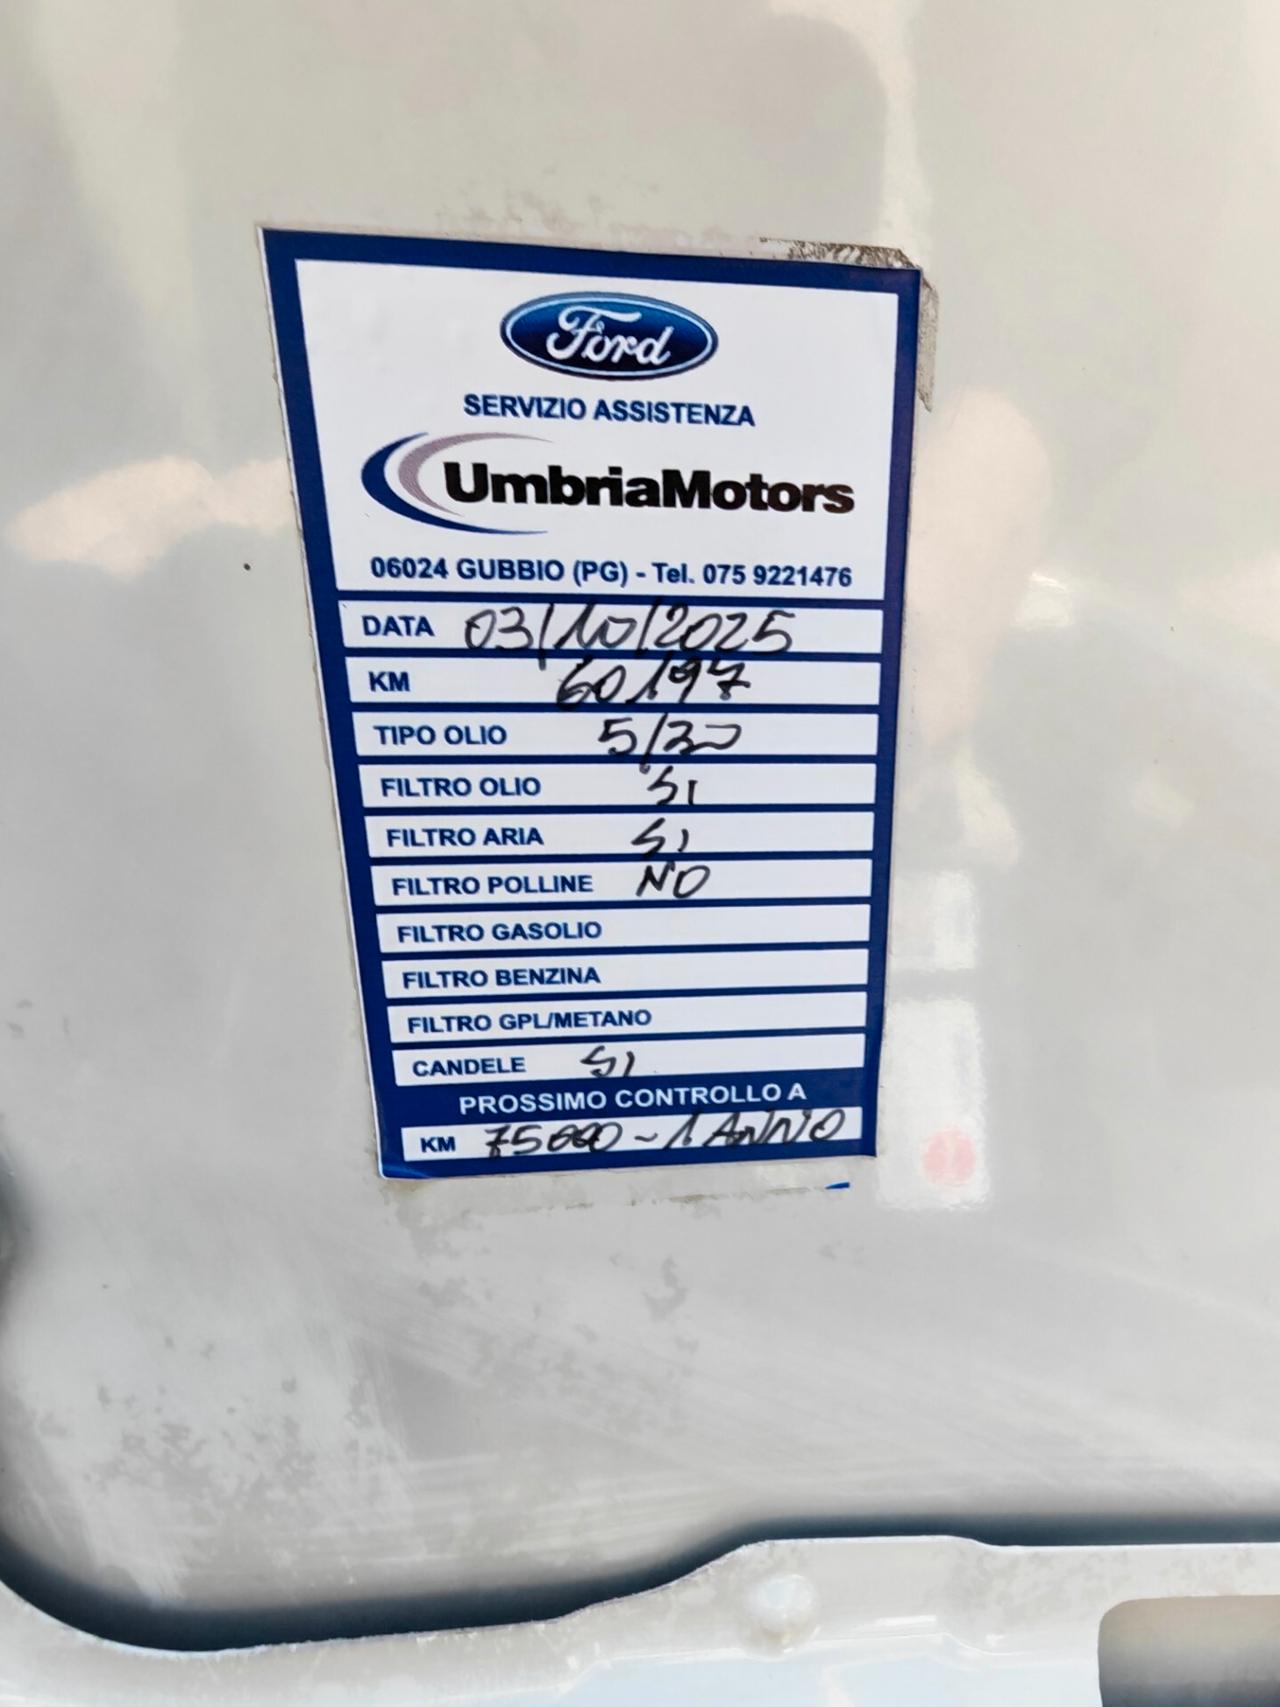 Ford
SERVIZIO ASSISTENZA
UmbriaMotors
06024 GUBBIO (PG) - Tel. 075 9221476
DATA 03/10/2025
KM 60197
TIPO OLIO 5/30
FILTRO OLIO SI
FILTRO ARIA SI
FILTRO POLLINE NO
FILTRO GASOLIO
FILTRO BENZINA
FILTRO GPL/METANO
CANDELE SI
PROSSIMO CONTROLLO A
KM 75000 - 1 ANNO